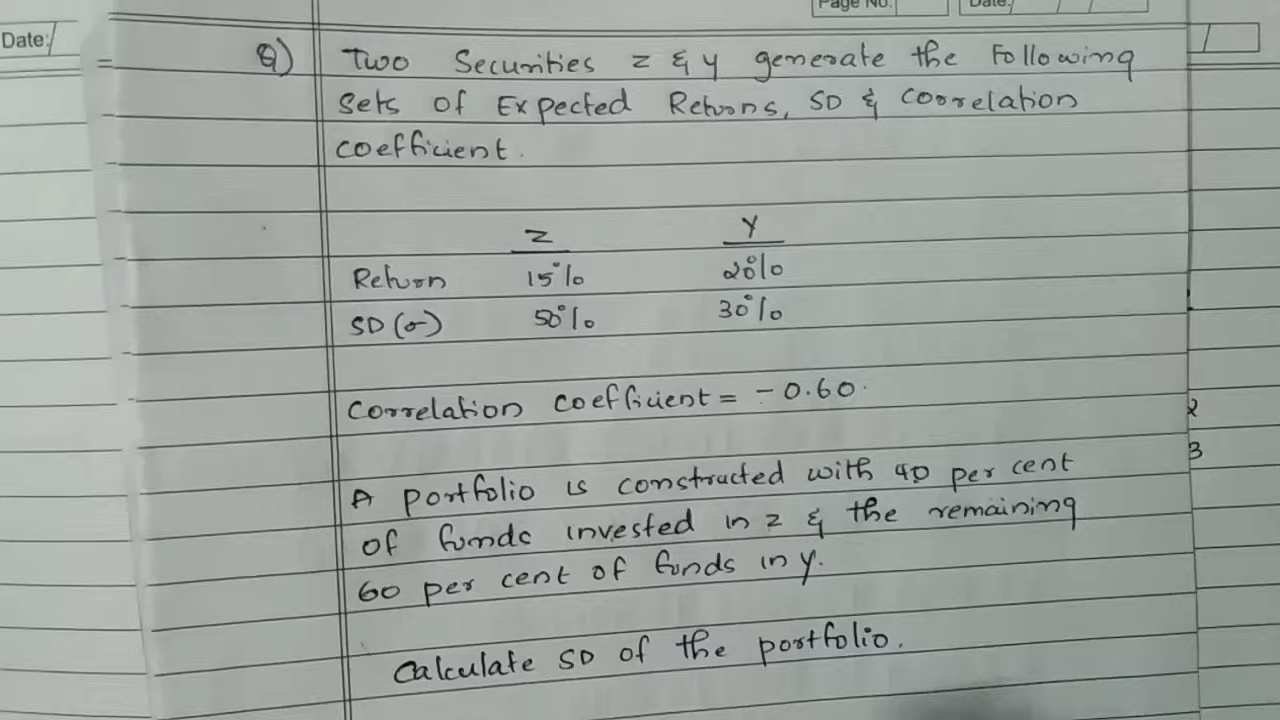 Page No.
Date:
Date:
Q) Two Securities z & y generate the Following
Sets of Expected Returns, SD & Correlation
coefficient.
Z Y
Return 15% 20%
SD (σ) 50% 30%
Correlation coefficient = -0.60.
2
3
A portfolio is constructed with 40 per cent
of funds invested in z & the remaining
60 per cent of funds in y.
Calculate SD of the portfolio.